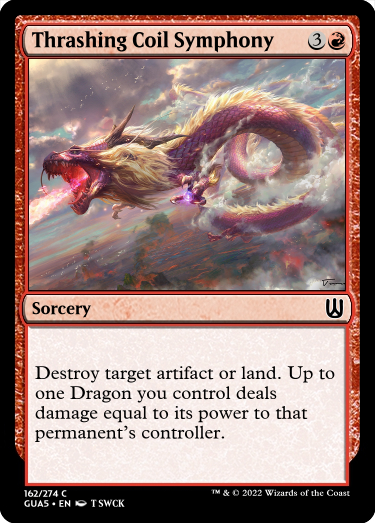 Thrashing Coil Symphony 3
Sorcery
Destroy target artifact or land. Up to
one Dragon you control deals
damage equal to its power to that
permanent's controller.
162/274 C
GUA5 • EN T SWCK
™ & © 2022 Wizards of the Coast